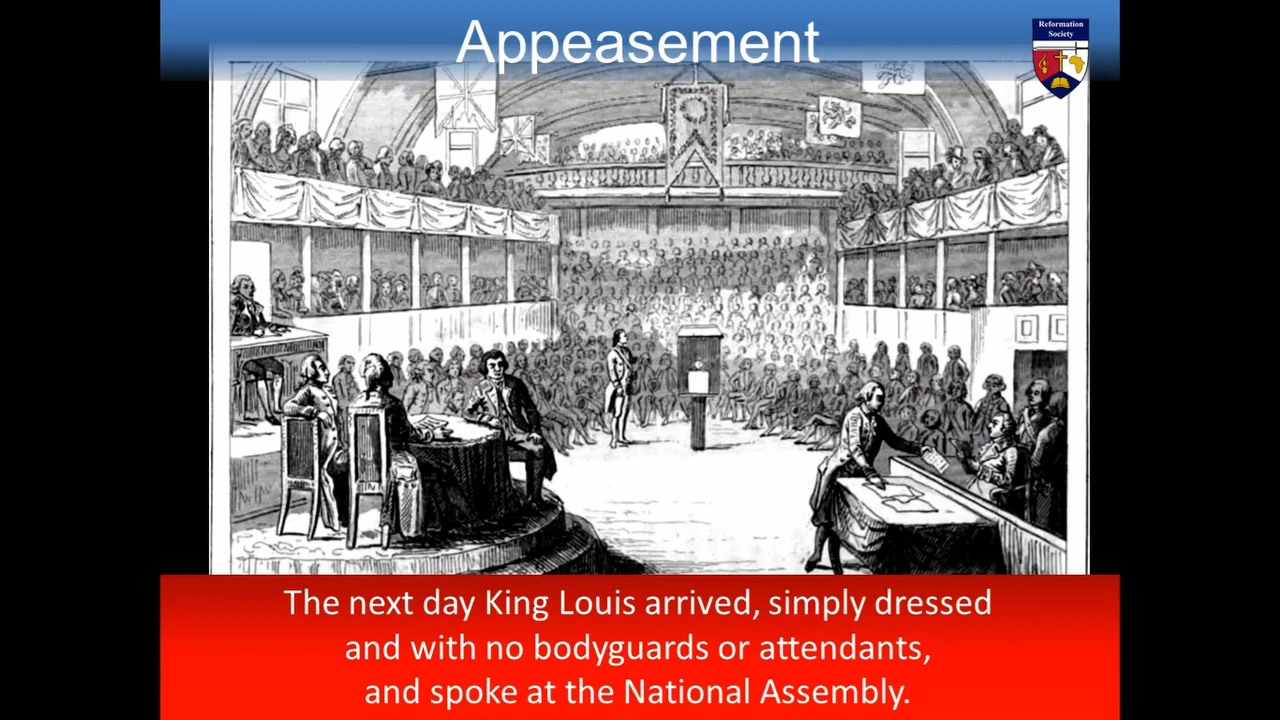 Appeasement
Reformation
Society
The next day King Louis arrived, simply dressed
and with no bodyguards or attendants,
and spoke at the National Assembly.